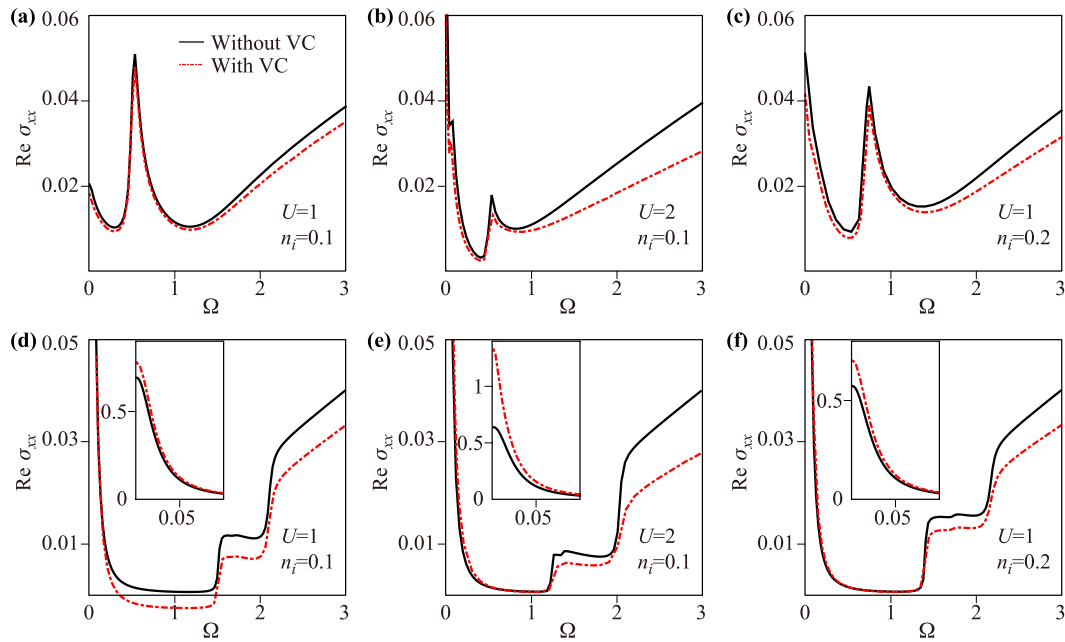 (a)
0.06
0.04
0.02
Re σxx
Without VC
With VC
U=1
ni=0.1
0
1
2
3
Ω
(b)
0.06
0.04
0.02
Re σxx
U=2
ni=0.1
0
1
2
3
Ω
(c)
0.06
0.04
0.02
Re σxx
U=1
ni=0.2
0
1
2
3
Ω
(d)
0.05
0.03
0.01
Re σxx
0.5
0
0.05
U=1
ni=0.1
0
1
2
3
Ω
(e)
0.05
0.03
0.01
Re σxx
1
0.5
0
0.05
U=2
ni=0.1
0
1
2
3
Ω
(f)
0.05
0.03
0.01
Re σxx
0.5
0
0.05
U=1
ni=0.2
0
1
2
3
Ω